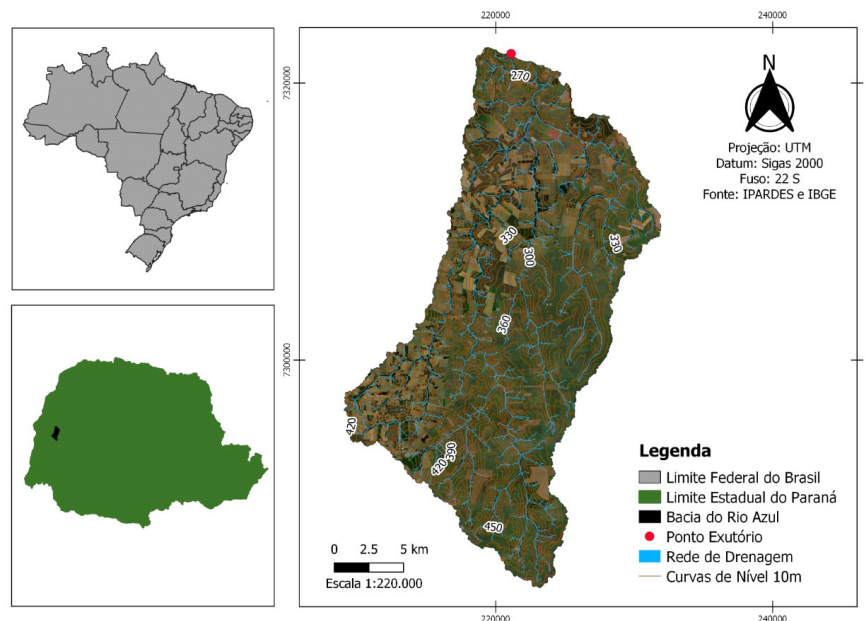 220000
240000
7320000
7300000
270
330
300
330
360
420
420
390
450
N
Projeção: UTM
Datum: Sigas 2000
Fuso: 22 S
Fonte: IPARDES e IBGE
Legenda
Limite Federal do Brasil
Limite Estadual do Paraná
Bacia do Rio Azul
Ponto Exutório
Rede de Drenagem
Curvas de Nível 10m
0 2.5 5 km
Escala 1:220.000
220000
240000